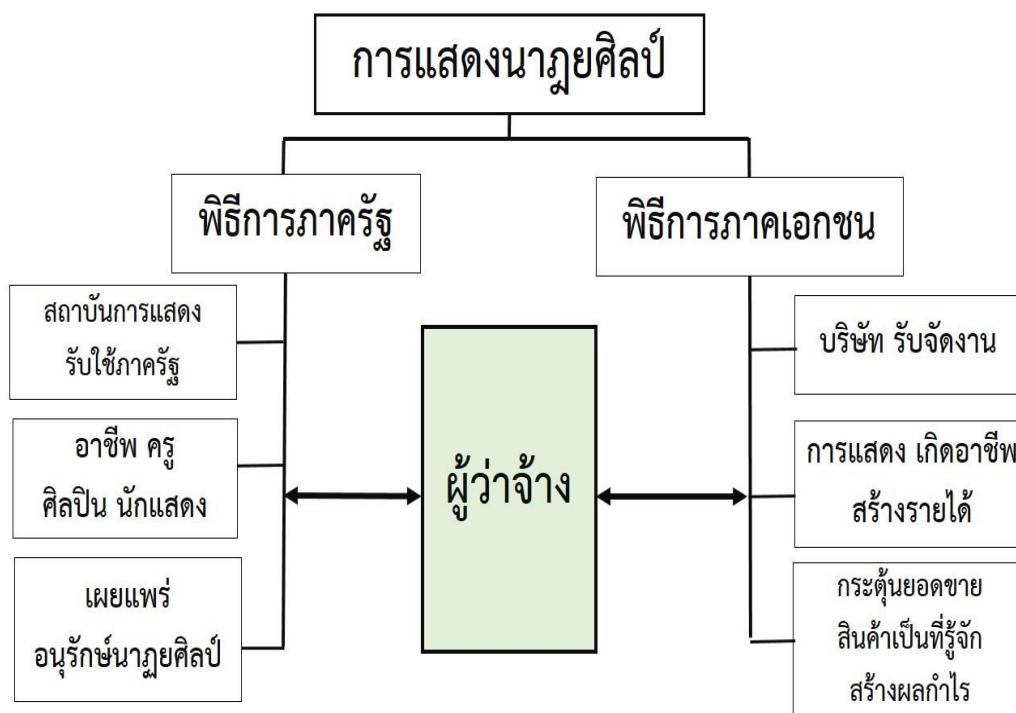 การแสดงนาฎยศิลป์
พิธีการภาครัฐ
พิธีการภาคเอกชน
สถาบันการแสดง
รับใช้ภาครัฐ
อาชีพ ครู
ศิลปิน นักแสดง
เผยแพร่
อนุรักษ์นาฏยศิลป์
ผู้ว่าจ้าง
บริษัท รับจัดงาน
การแสดง เกิดอาชีพ
สร้างรายได้
กระตุ้นยอดขาย
สินค้าเป็นที่รู้จัก
สร้างผลกำไร